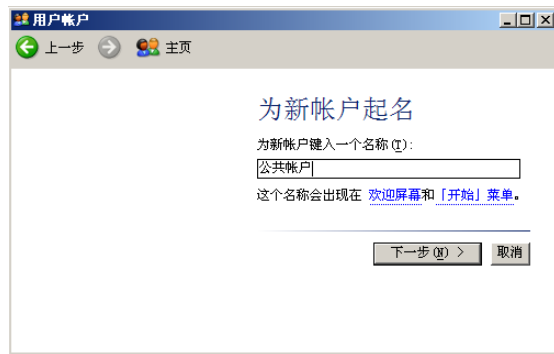 用户帐户
上一步 主页
为新帐户起名
为新帐户键入一个名称(T):
公共帐户
这个名称会出现在 欢迎屏幕和「开始」菜单。
下一步(N) > 取消